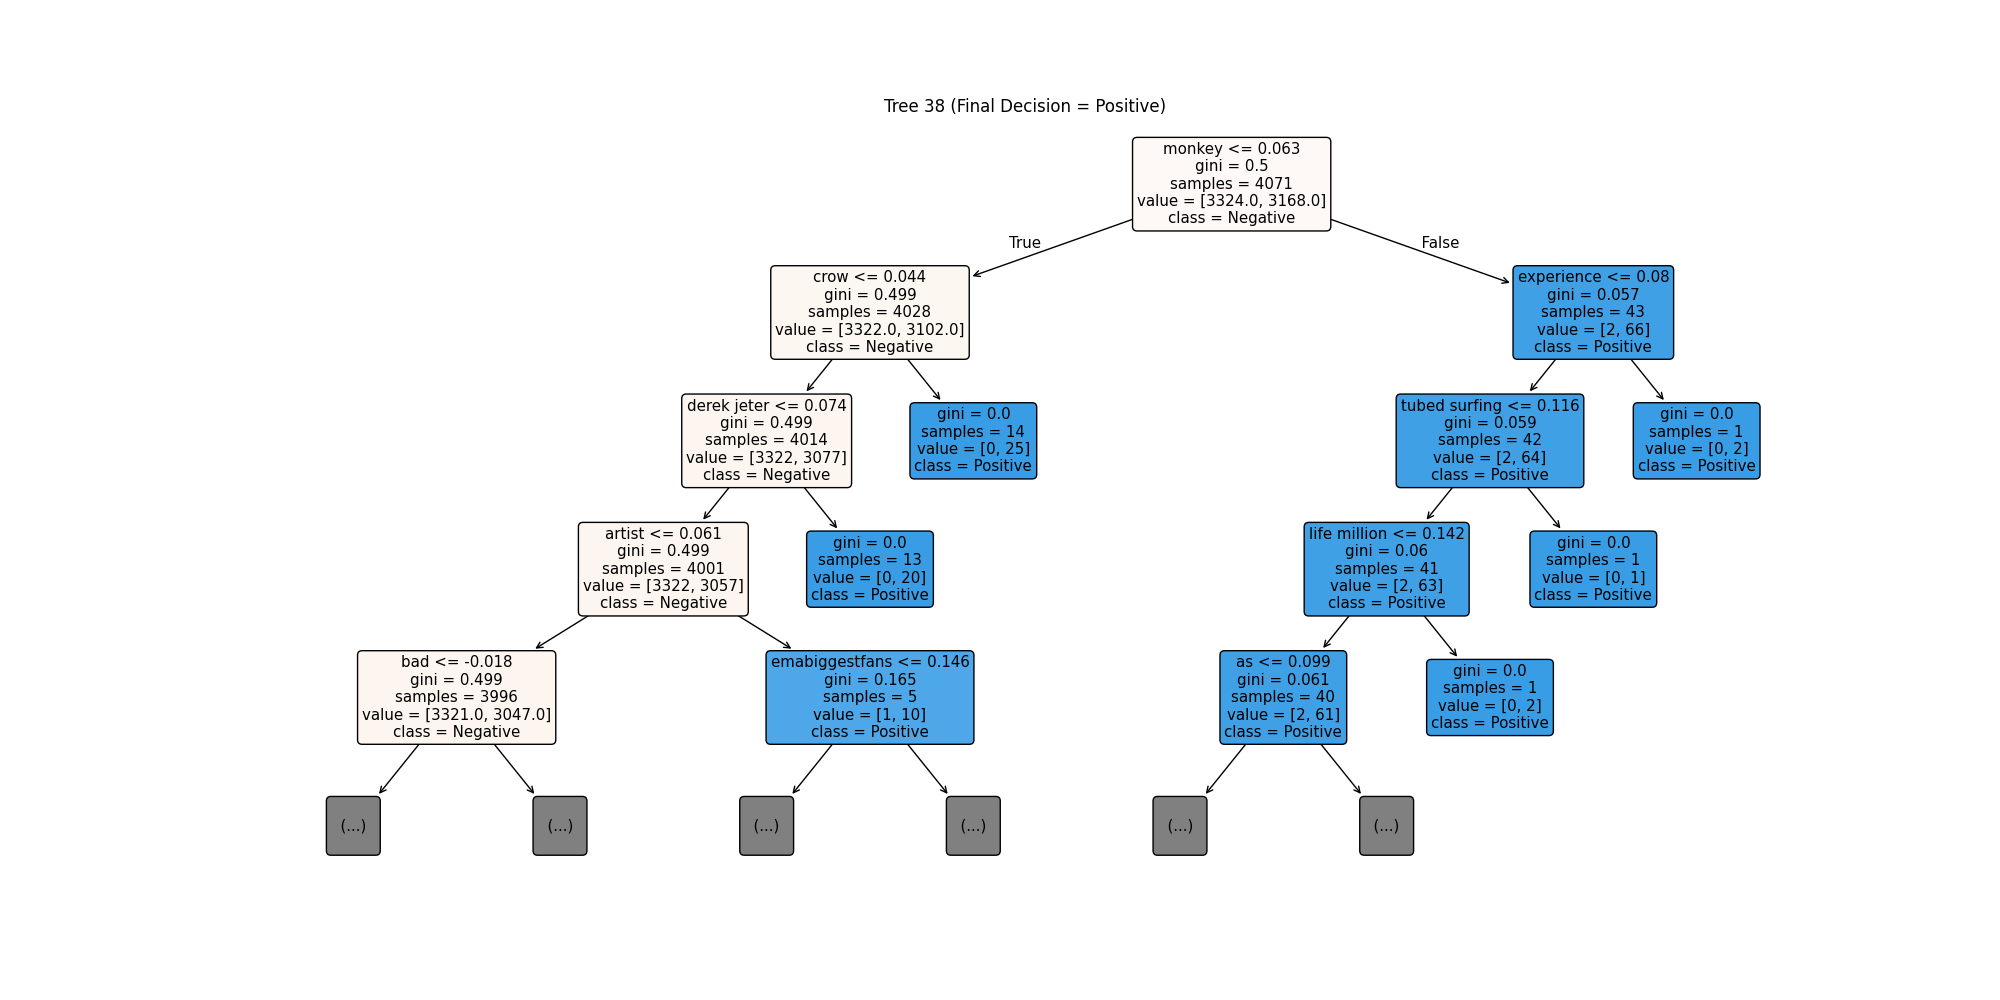 Tree 38 (Final Decision = Positive)
monkey <= 0.063
gini = 0.5
samples = 4071
value = [3324.0, 3168.0]
class = Negative
True
False
crow <= 0.044
gini = 0.499
samples = 4028
value = [3322.0, 3102.0]
class = Negative
experience <= 0.08
gini = 0.057
samples = 43
value = [2, 66]
class = Positive
derek jeter <= 0.074
gini = 0.499
samples = 4014
value = [3322, 3077]
class = Negative
gini = 0.0
samples = 14
value = [0, 25]
class = Positive
tubed surfing <= 0.116
gini = 0.059
samples = 42
value = [2, 64]
class = Positive
gini = 0.0
samples = 1
value = [0, 2]
class = Positive
artist <= 0.061
gini = 0.499
samples = 4001
value = [3322, 3057]
class = Negative
gini = 0.0
samples = 13
value = [0, 20]
class = Positive
life million <= 0.142
gini = 0.06
samples = 41
value = [2, 63]
class = Positive
gini = 0.0
samples = 1
value = [0, 1]
class = Positive
bad <= -0.018
gini = 0.499
samples = 3996
value = [3321.0, 3047.0]
class = Negative
emabiggestfans <= 0.146
gini = 0.165
samples = 5
value = [1, 10]
class = Positive
as <= 0.099
gini = 0.061
samples = 40
value = [2, 61]
class = Positive
gini = 0.0
samples = 1
value = [0, 2]
class = Positive
(...)
(...)
(...)
(...)
(...)
(...)